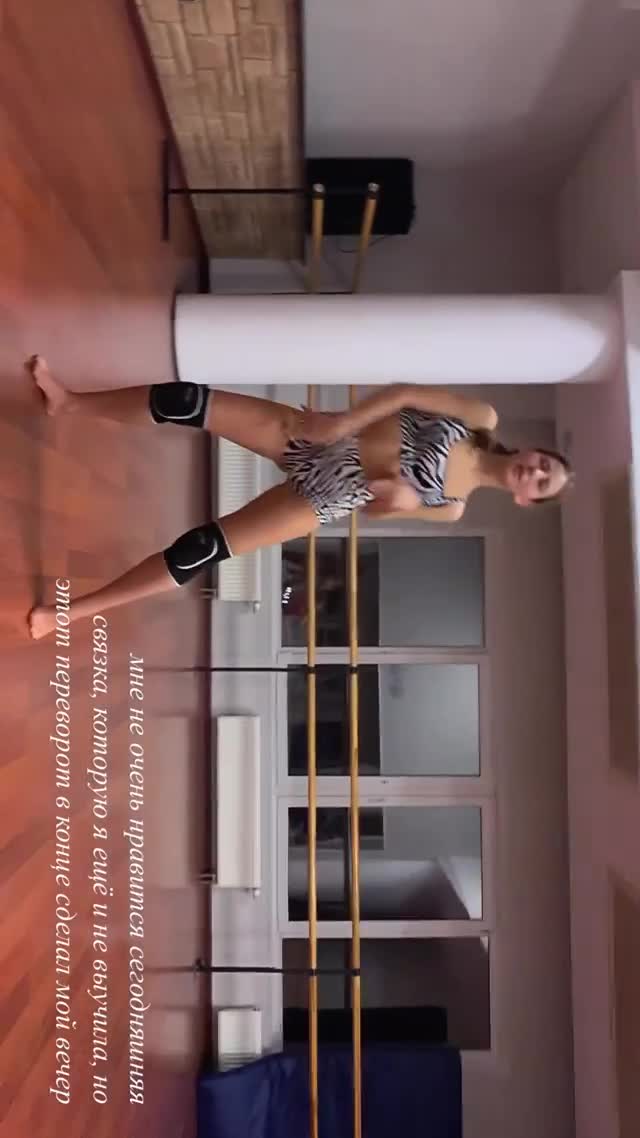 мне не очень нравится сегодняшняя
связка, которую я ещё и не выучила, но
этот переворот в конце сделал мой вечер